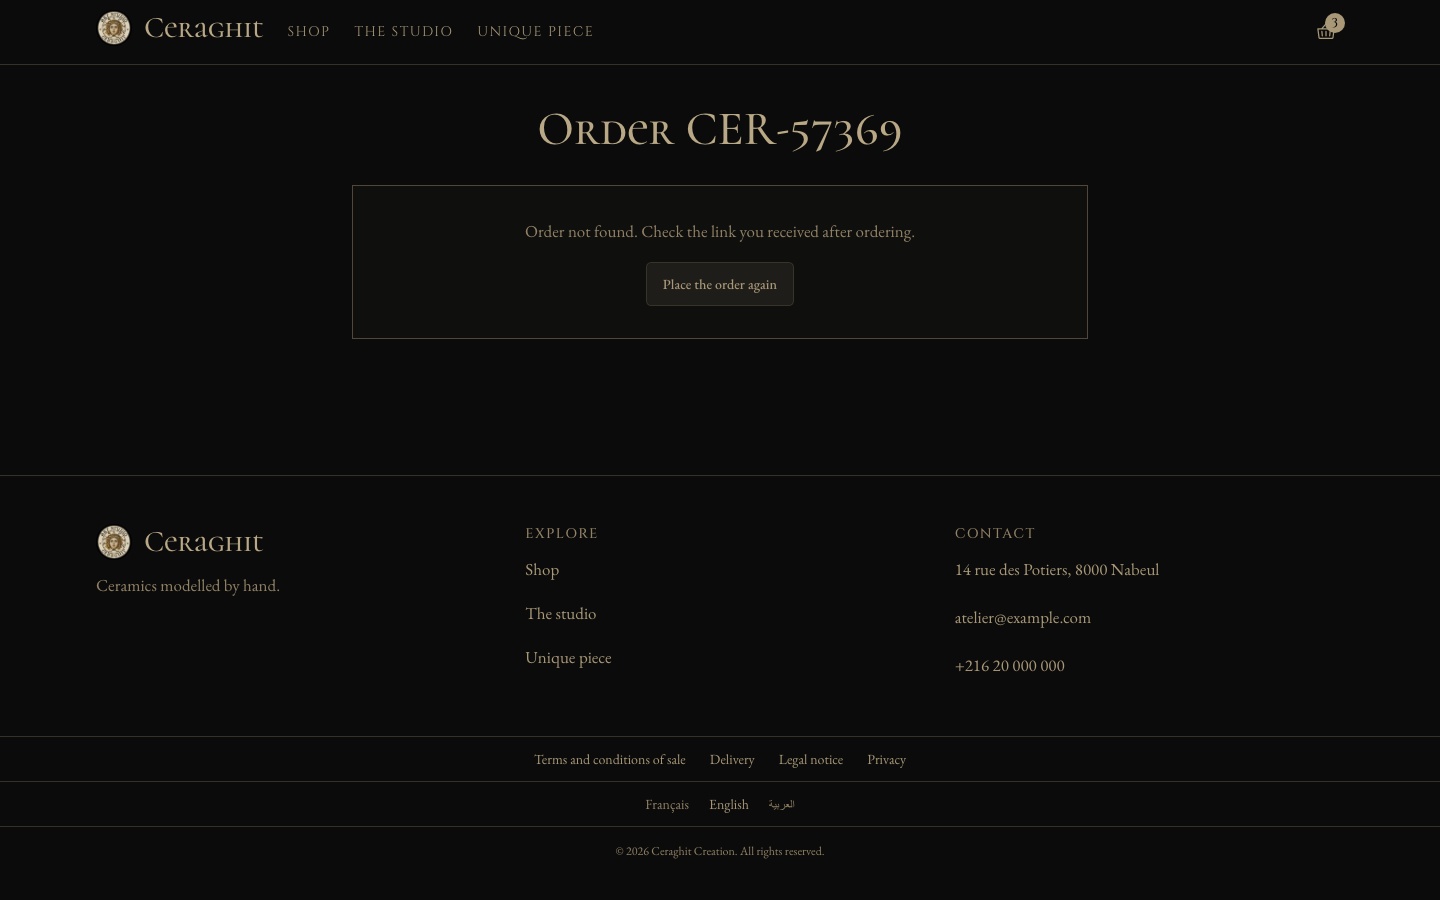 Ceraghit
SHOP
THE STUDIO
UNIQUE PIECE
3
Order CER-57369
Order not found. Check the link you received after ordering.
Place the order again
Ceraghit
Ceramics modelled by hand.
EXPLORE
Shop
The studio
Unique piece
CONTACT
14 rue des Potiers, 8000 Nabeul
atelier@example.com
+216 20 000 000
Terms and conditions of sale
Delivery
Legal notice
Privacy
Français
English
العربية
© 2026 Ceraghit Creation. All rights reserved.